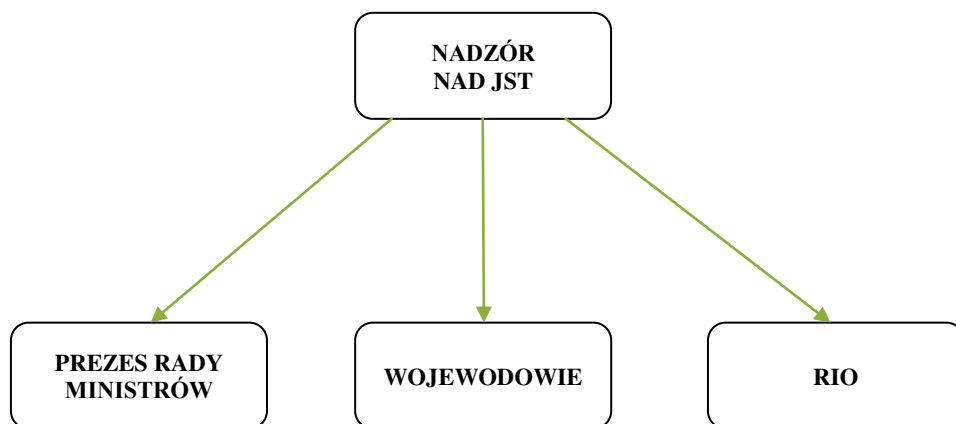 NADZÓR
NAD JST
PREZES RADY
MINISTRÓW
WOJEWODOWIE
RIO